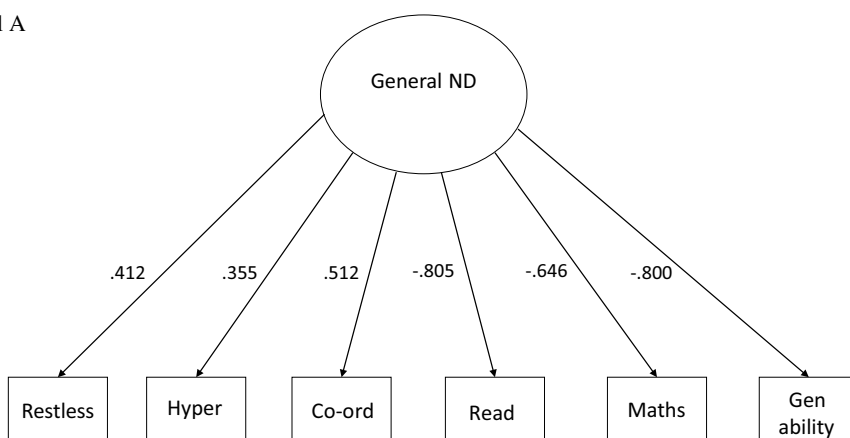 A
General ND
.412
.355
.512
-.805
-.646
-.800
Restless
Hyper
Co-ord
Read
Maths
Gen
ability